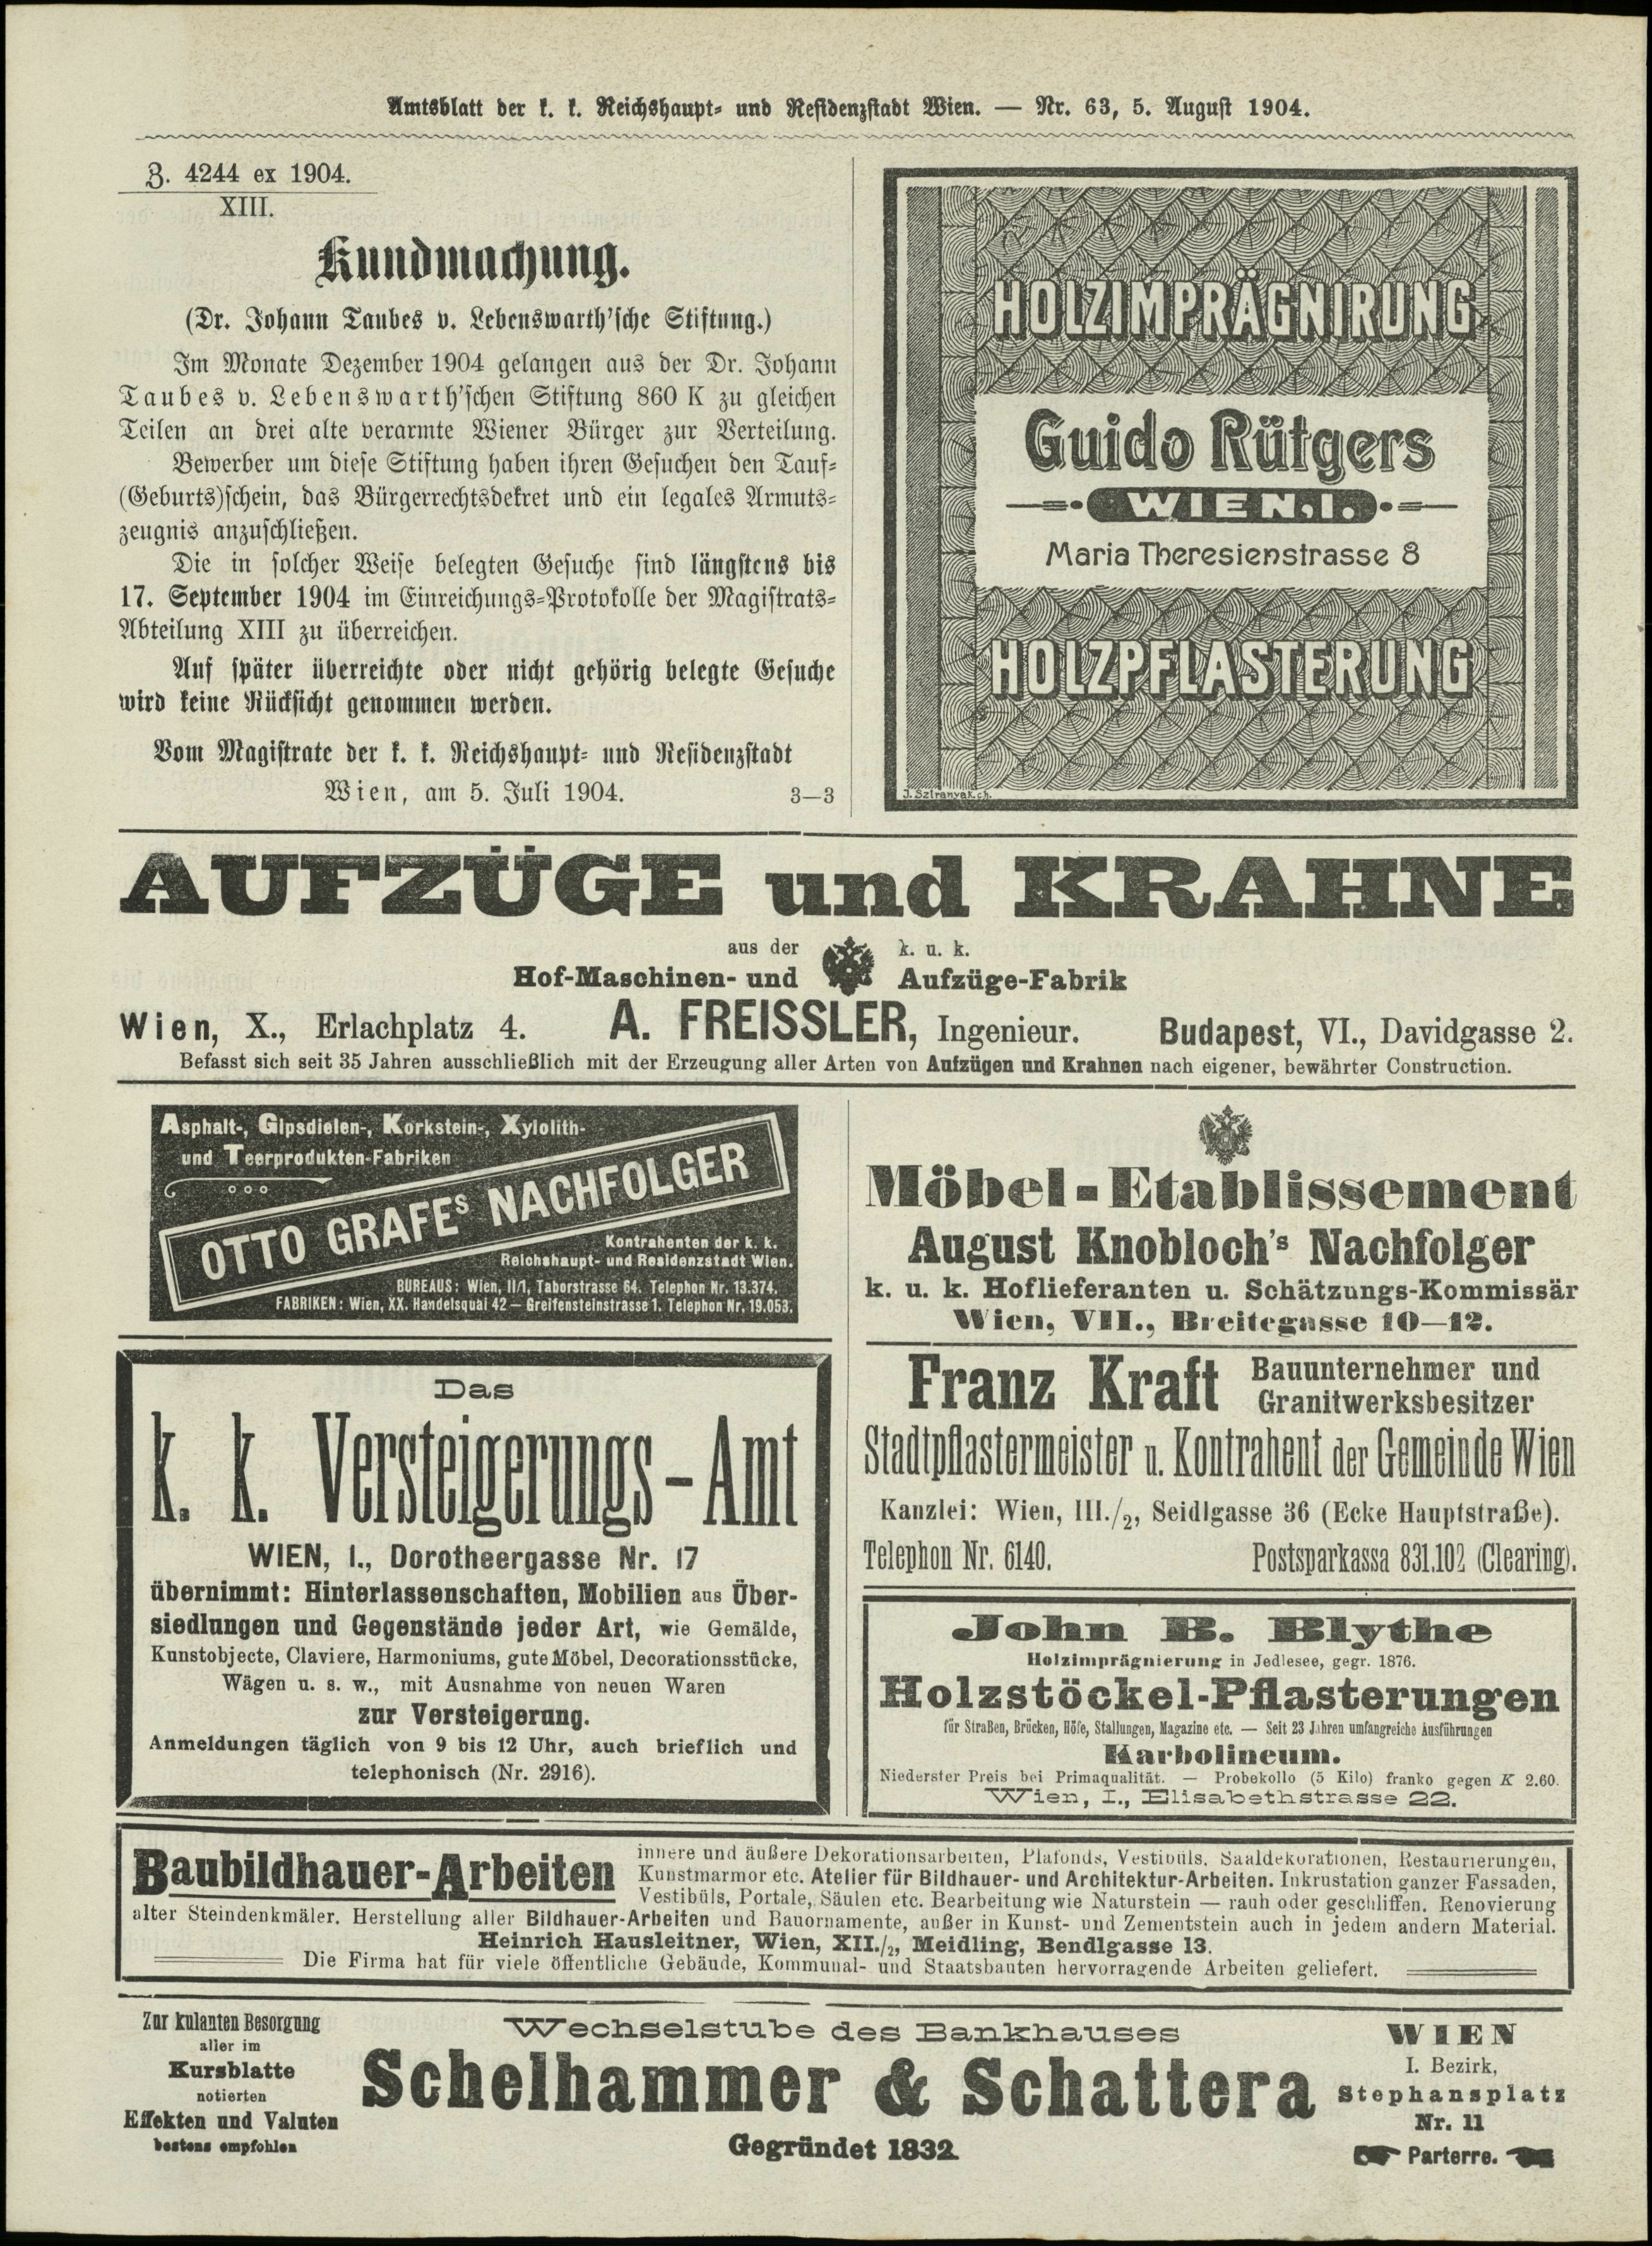 Amtsblatt der k. k. Reichshaupt- und Residenzstadt Wien. — Nr. 63, 5. August 1904.
Z. 4244 ex 1904.
XIII.
Kundmachung.
(Dr. Johann Taubes v. Lebenswarth'sche Stiftung.)
Im Monate Dezember 1904 gelangen aus der Dr. Johann
Taubes v. Lebenswarth'schen Stiftung 860 K zu gleichen
Teilen an drei alte verarmte Wiener Bürger zur Verteilung.
Bewerber um diese Stiftung haben ihren Gesuchen den Tauf-
(Geburts)schein, das Bürgerrechtsdekret und ein legales Armuts-
zeugnis anzuschließen.
Die in solcher Weise belegten Gesuche sind längstens bis
17. September 1904 im Einreichungs-Protokolle der Magistrats-
Abteilung XIII zu überreichen.
Auf später überreichte oder nicht gehörig belegte Gesuche
wird keine Rücksicht genommen werden.
Vom Magistrate der k. k. Reichshaupt- und Residenzstadt
Wien, am 5. Juli 1904. 3—3
HOLZIMPRÄGNIRUNG
Guido Rütgers
WIEN, I.
Maria Theresienstrasse 8
HOLZPFLASTERUNG
J. Sztranyak. ch.
AUFZÜGE und KRAHNE
aus der k. u. k.
Hof-Maschinen- und Aufzüge-Fabrik
Wien, X., Erlachplatz 4. A. FREISSLER, Ingenieur. Budapest, VI., Davidgasse 2.
Befasst sich seit 35 Jahren ausschließlich mit der Erzeugung aller Arten von Aufzügen und Krahnen nach eigener, bewährter Construction.
Asphalt-, Gipsdielen-, Korkstein-, Xylolith-
und Teerprodukten-Fabriken
OTTO GRAFEs NACHFOLGER
Kontrahenten der k. k.
Reichshaupt- und Residenzstadt Wien.
BUREAUS: Wien, II/1, Taborstrasse 64. Telephon Nr. 13.374.
FABRIKEN: Wien, XX. Handelsquai 42 — Greifensteinstrasse 1. Telephon Nr. 19.053.
Das
k. k. Versteigerungs-Amt
WIEN, I., Dorotheergasse Nr. 17
übernimmt: Hinterlassenschaften, Mobilien aus Über-
siedlungen und Gegenstände jeder Art, wie Gemälde,
Kunstobjecte, Claviere, Harmoniums, gute Möbel, Decorationsstücke,
Wägen u. s. w., mit Ausnahme von neuen Waren
zur Versteigerung.
Anmeldungen täglich von 9 bis 12 Uhr, auch brieflich und
telephonisch (Nr. 2916).
Möbel-Etablissement
August Knobloch's Nachfolger
k. u. k. Hoflieferanten u. Schätzungs-Kommissär
Wien, VII., Breitegasse 10—12.
Franz Kraft Bauunternehmer und
Granitwerksbesitzer
Stadtpflastermeister u. Kontrahent der Gemeinde Wien
Kanzlei: Wien, III./2, Seidlgasse 36 (Ecke Hauptstraße).
Telephon Nr. 6140. Postsparkassa 831.102 (Clearing).
John B. Blythe
Holzimprägnierung in Jedlesee, gegr. 1876.
Holzstöckel-Pflasterungen
für Straßen, Brücken, Höfe, Stallungen, Magazine etc. — Seit 23 Jahren umfangreiche Ausführungen
Karbolineum.
Niederster Preis bei Primaqualität. — Probekollo (5 Kilo) franko gegen K 2.60.
Wien, I., Elisabethstrasse 22.
Baubildhauer-Arbeiten innere und äußere Dekorationsarbeiten, Plafonds, Vestibüls, Saaldekorationen, Restaurierungen,
Kunstmarmor etc. Atelier für Bildhauer- und Architektur-Arbeiten. Inkrustation ganzer Fassaden,
Vestibüls, Portale, Säulen etc. Bearbeitung wie Naturstein — rauh oder geschliffen. Renovierung
alter Steindenkmäler. Herstellung aller Bildhauer-Arbeiten und Bauornamente, außer in Kunst- und Zementstein auch in jedem andern Material.
Heinrich Hausleitner, Wien, XII./2, Meidling, Bendlgasse 13.
Die Firma hat für viele öffentliche Gebäude, Kommunal- und Staatsbauten hervorragende Arbeiten geliefert.
Zur kulanten Besorgung
aller im
Kursblatte
notierten
Effekten und Valuten
bestens empfohlen
Wechselstube des Bankhauses
Schelhammer & Schattera
Gegründet 1832
WIEN
I. Bezirk,
Stephansplatz
Nr. 11
Parterre.